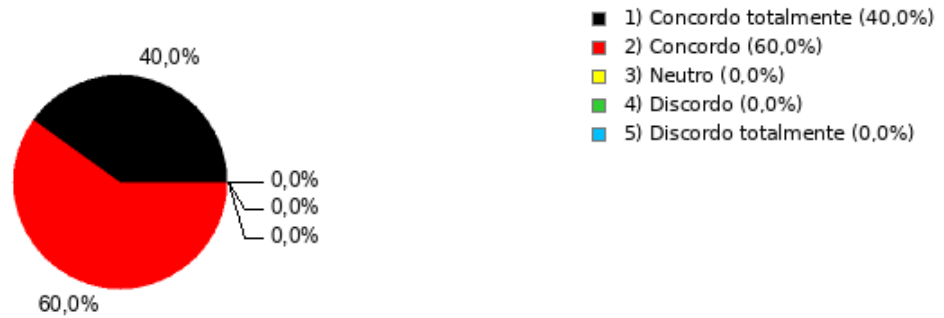 40,0%
0,0%
0,0%
0,0%
60,0%
1) Concordo totalmente (40,0%)
2) Concordo (60,0%)
3) Neutro (0,0%)
4) Discordo (0,0%)
5) Discordo totalmente (0,0%)